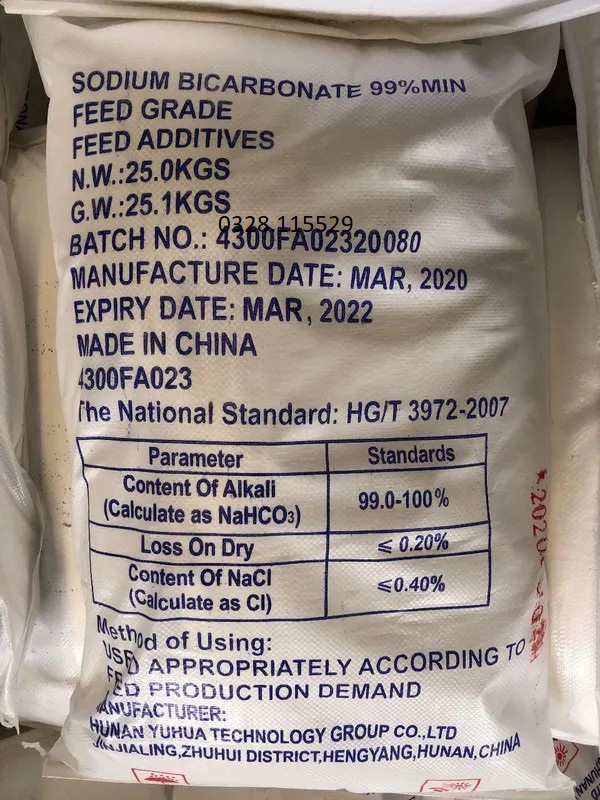 SODIUM BICARBONATE 99%MIN
FEED GRADE
FEED ADDITIVES
N.W.:25.0KGS
G.W.:25.1KGS
0328 115529
BATCH NO.: 4300FA02320080
MANUFACTURE DATE: MAR, 2020
EXPIRY DATE: MAR, 2022
MADE IN CHINA
4300FA023
The National Standard: HG/T 3972-2007
Parameter Standards
Content Of Alkali
(Calculate as NaHCO3) 99.0-100%
Loss On Dry ≤ 0.20%
Content Of NaCl
(Calculate as Cl) ≤0.40%
Method of Using:
USED APPROPRIATELY ACCORDING TO
FEED PRODUCTION DEMAND
MANUFACTURER:
HUNAN YUHUA TECHNOLOGY GROUP CO.,LTD
,ZHUHUI DISTRICT,HENGYANG,HUNAN,CHINA